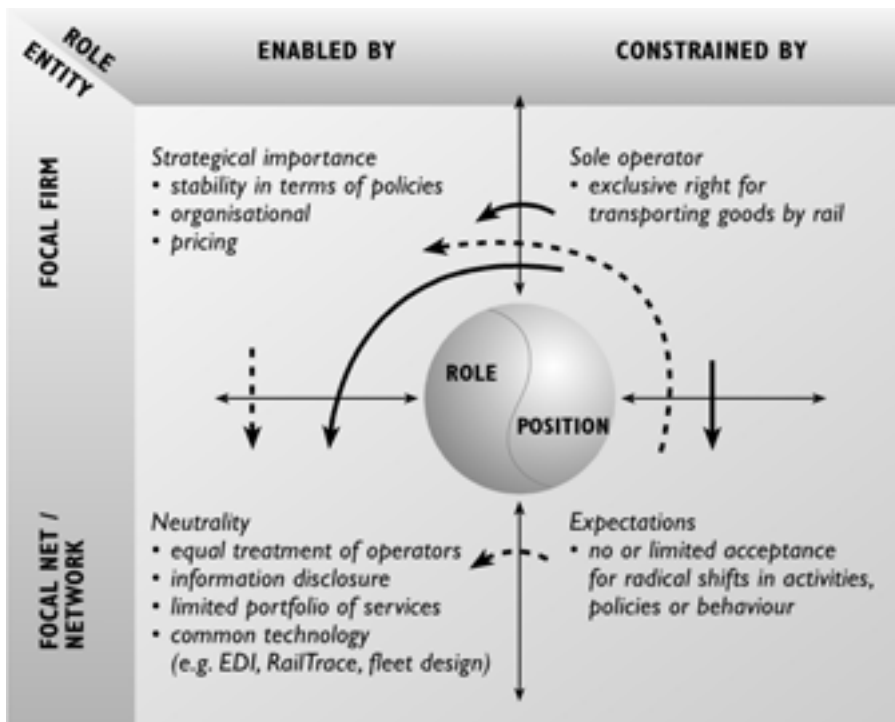 ROLE
ENTITY
ENABLED BY
CONSTRAINED BY
FOCAL FIRM
Strategical importance
• stability in terms of policies
• organisational
• pricing
Sole operator
• exclusive right for
transporting goods by rail
ROLE
POSITION
FOCAL NET /
NETWORK
Neutrality
• equal treatment of operators
• information disclosure
• limited portfolio of services
• common technology
(e.g. EDI, RailTrace, fleet design)
Expectations
• no or limited acceptance
for radical shifts in activities,
policies or behaviour